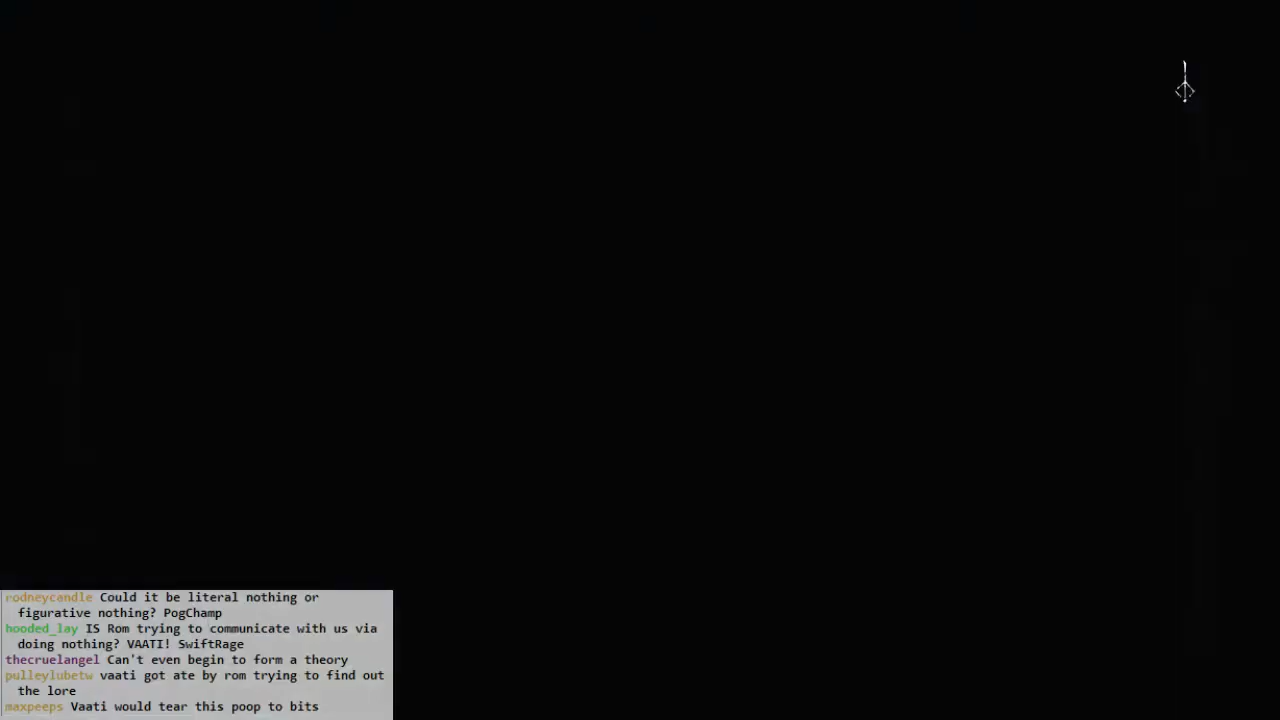 rodneycandle Could it be literal nothing or
figurative nothing? PogChamp
hooded_lay IS Rom trying to communicate with us via
doing nothing? VAATI! SwiftRage
thecruelangel Can't even begin to form a theory
pulleylubetw vaati got ate by rom trying to find out
the lore
maxpeeps Vaati would tear this poop to bits